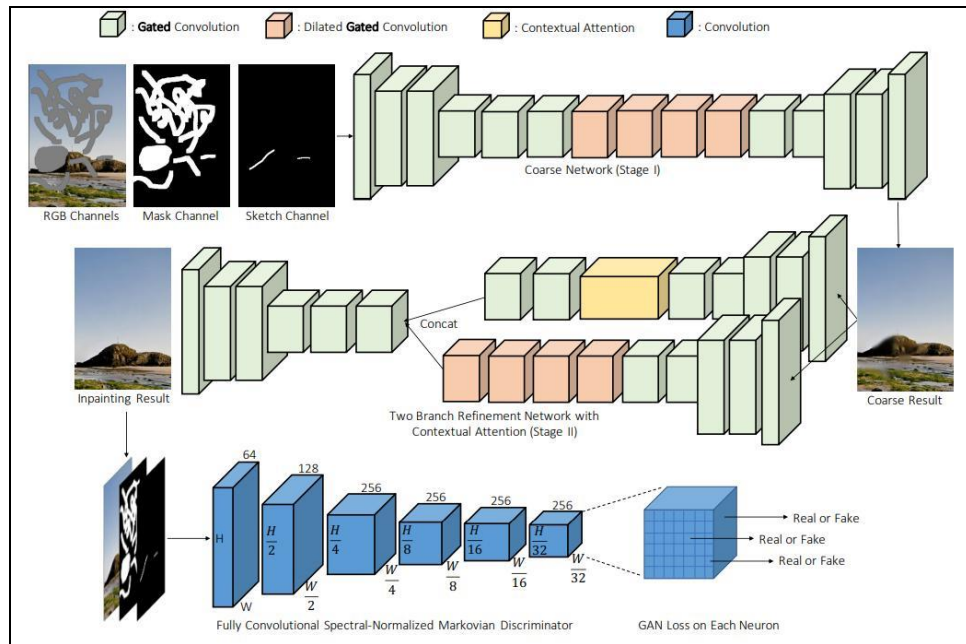 : Gated Convolution
: Dilated Gated Convolution
: Contextual Attention
: Convolution
RGB Channels
Mask Channel
Sketch Channel
Coarse Network (Stage I)
Concat
Inpainting Result
Two Branch Refinement Network with
Contextual Attention (Stage II)
Coarse Result
64
128
256
256
256
256
H
H/2
H/4
H/8
H/16
H/32
W
W/2
W/4
W/8
W/16
W/32
Real or Fake
Real or Fake
Real or Fake
Fully Convolutional Spectral-Normalized Markovian Discriminator
GAN Loss on Each Neuron